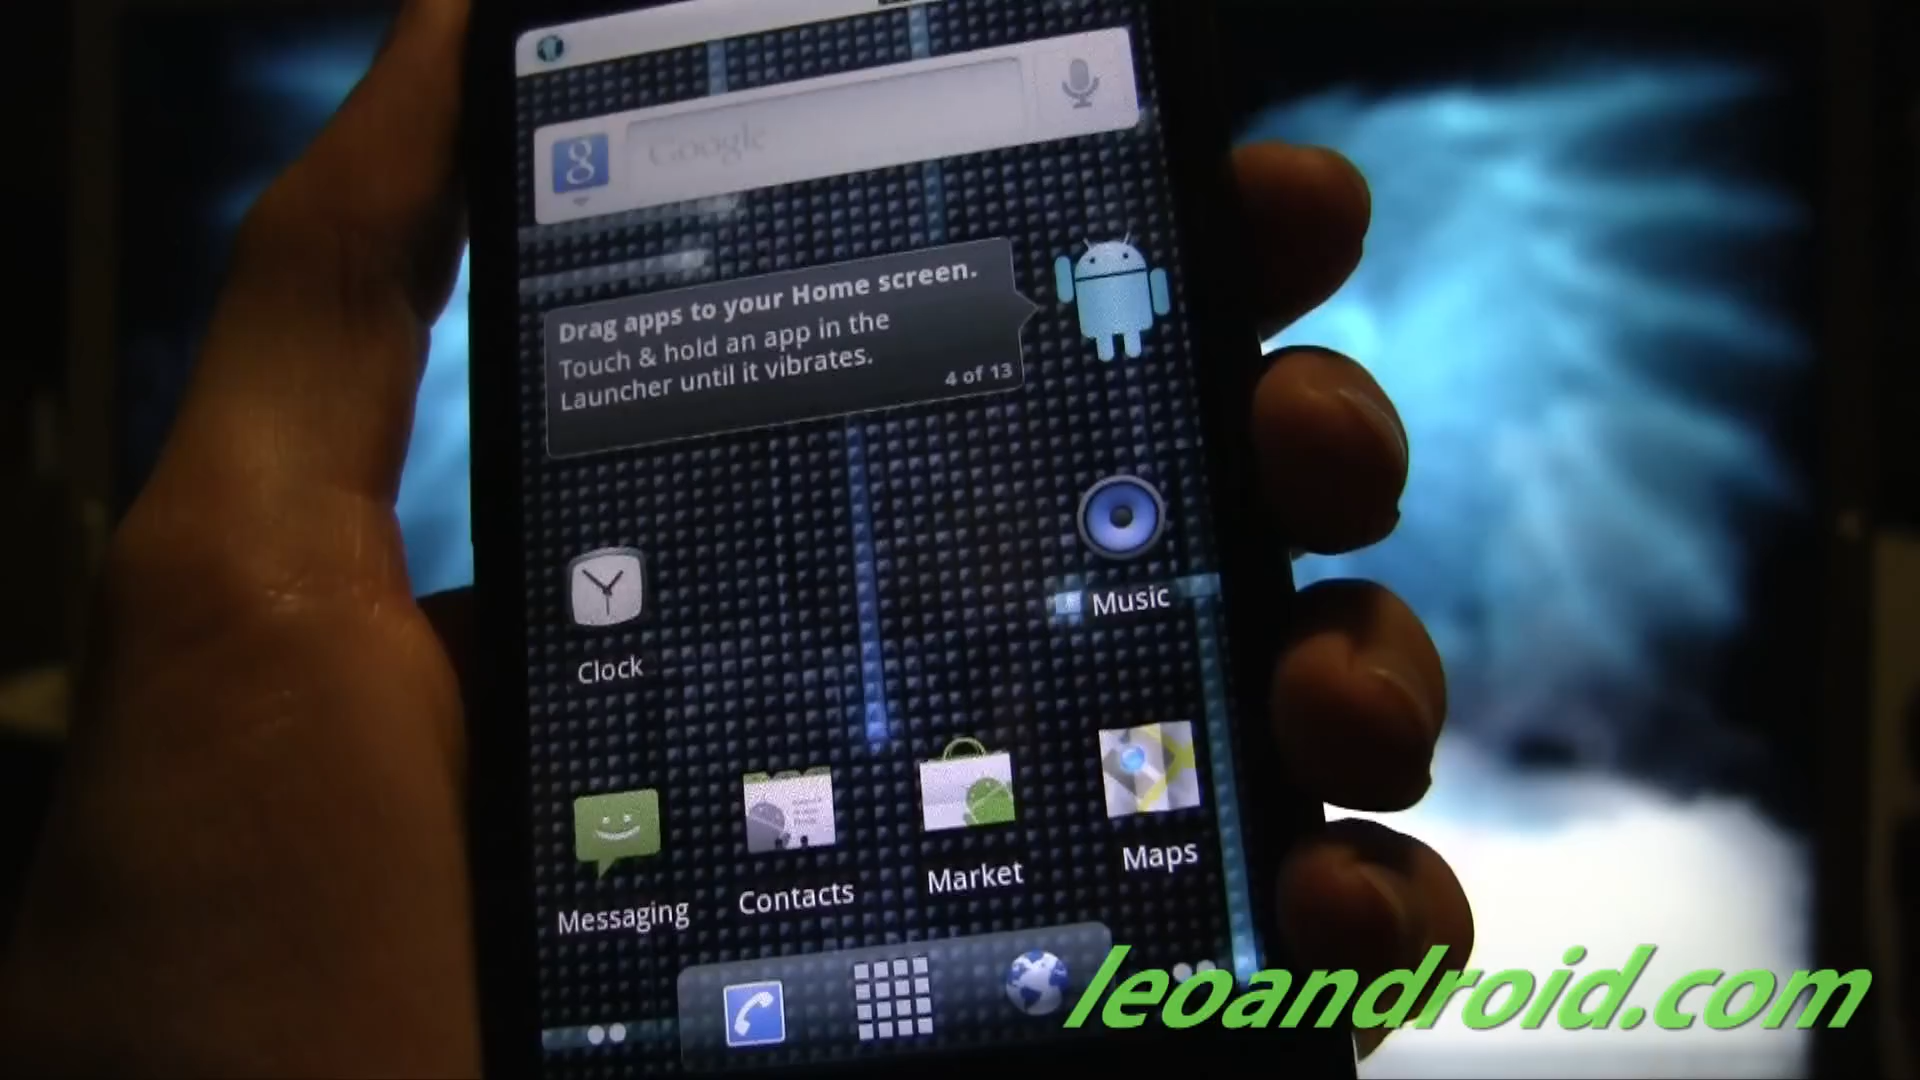 8
Google
Drag apps to your Home screen.
Touch & hold an app in the
Launcher until it vibrates.
4 of 13
Music
Clock
Messaging
Contacts
Market
Maps
leoandroid.com